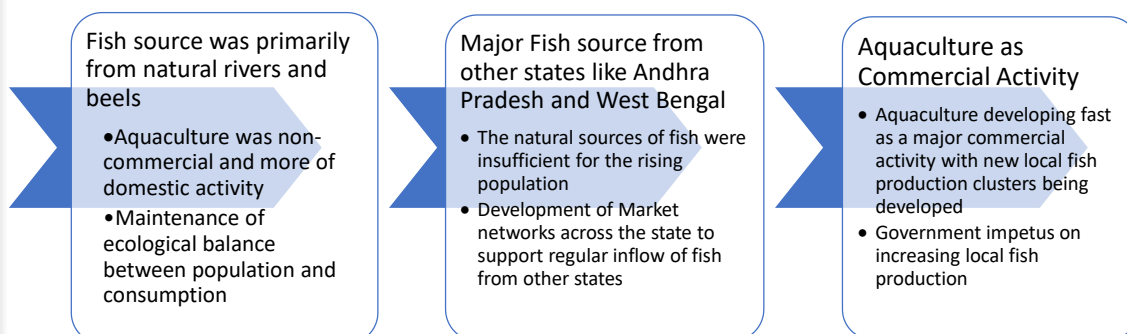 Fish source was primarily
from natural rivers and
beels
•Aquaculture was non-
commercial and more of
domestic activity
•Maintenance of
ecological balance
between population and
consumption
Major Fish source from
other states like Andhra
Pradesh and West Bengal
• The natural sources of fish were
insufficient for the rising
population
• Development of Market
networks across the state to
support regular inflow of fish
from other states
Aquaculture as
Commercial Activity
• Aquaculture developing fast
as a major commercial
activity with new local fish
production clusters being
developed
• Government impetus on
increasing local fish
production